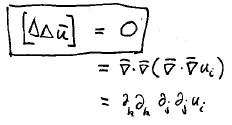 [ΔΔū] = 0
= ∇̄·∇̄(∇̄·∇̄uᵢ)
= ∂ₖ∂ₖ ∂ⱼ∂ⱼuᵢ